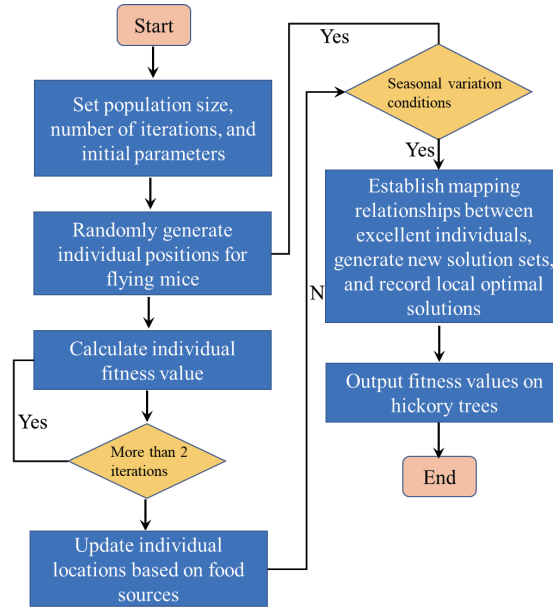 Start
Set population size,
number of iterations, and
initial parameters
Randomly generate
individual positions for
flying mice
Calculate individual
fitness value
Yes
More than 2
iterations
Update individual
locations based on food
sources
N
Yes
Seasonal variation
conditions
Yes
Establish mapping
relationships between
excellent individuals,
generate new solution sets,
and record local optimal
solutions
Output fitness values on
hickory trees
End